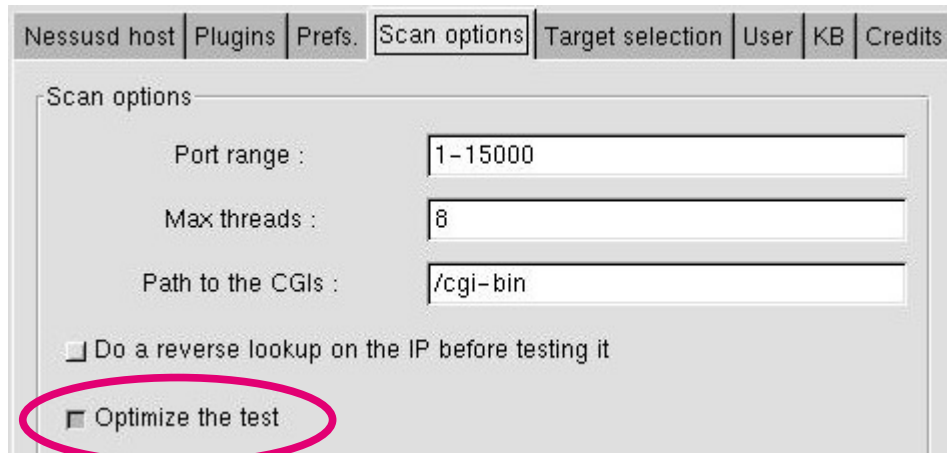 Nessusd host Plugins Prefs. Scan options Target selection User KB Credits
Scan options
Port range : 1-15000
Max threads : 8
Path to the CGIs : /cgi-bin
Do a reverse lookup on the IP before testing it
Optimize the test